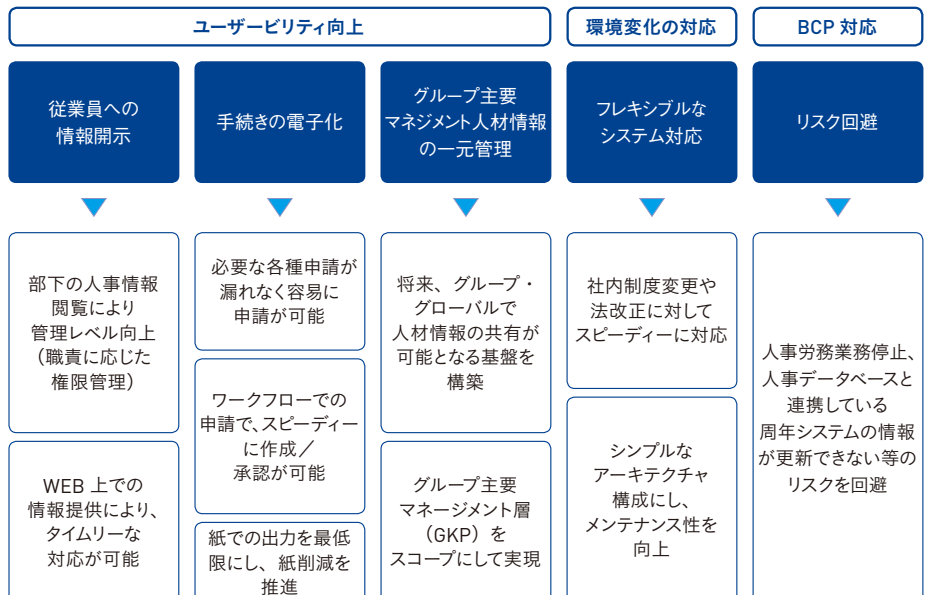 ユーザービリティ向上
環境変化の対応
BCP 対応
従業員への
情報開示
手続きの電子化
グループ主要
マネジメント人材情報
の一元管理
フレキシブルな
システム対応
リスク回避
部下の人事情報
閲覧により
管理レベル向上
（職責に応じた
権限管理）
WEB 上での
情報提供により、
タイムリーな
対応が可能
必要な各種申請が
漏れなく容易に
申請が可能
ワークフローでの
申請で、スピーディー
に作成／
承認が可能
紙での出力を最低
限にし、紙削減を
推進
将来、グループ・
グローバルで
人材情報の共有が
可能となる基盤を
構築
グループ主要
マネージメント層
（GKP）を
スコープにして実現
社内制度変更や
法改正に対して
スピーディーに対応
シンプルな
アーキテクチャ
構成にし、
メンテナンス性を
向上
人事労務業務停止、
人事データベースと
連携している
周年システムの情報
が更新できない等の
リスクを回避